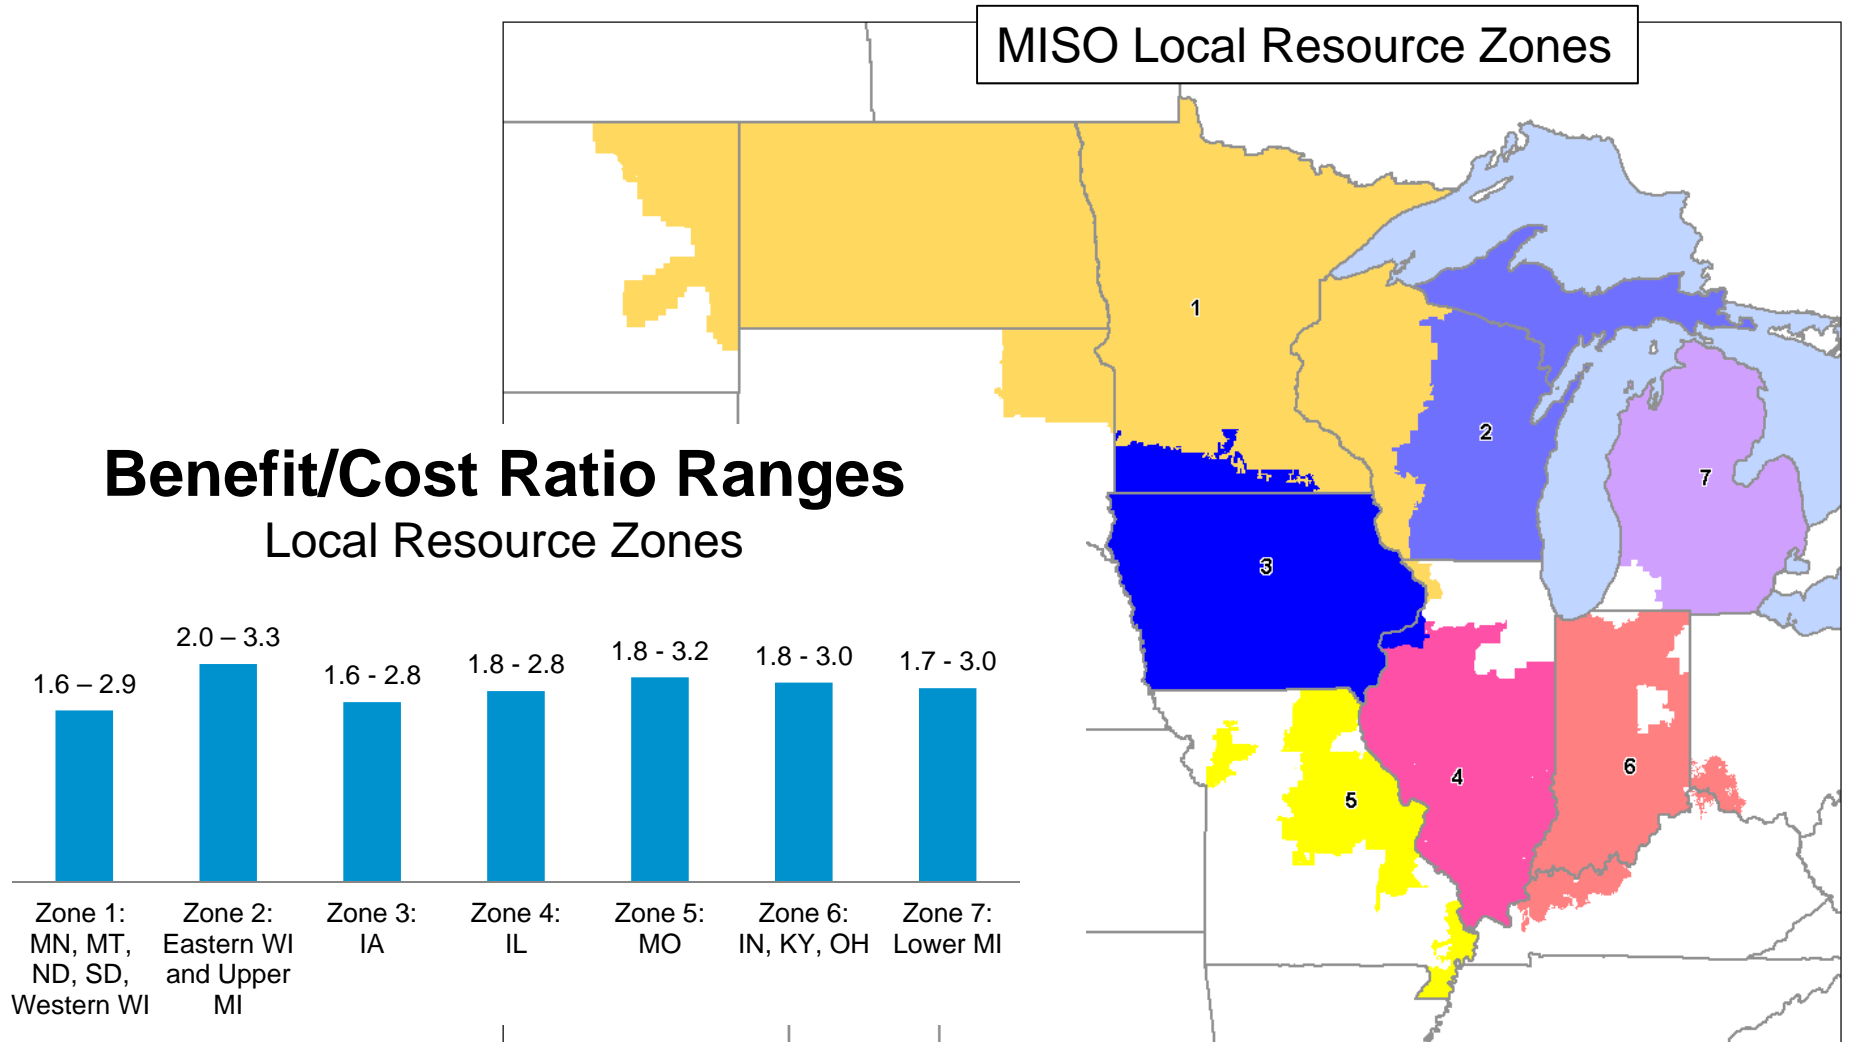 MISO Local Resource Zones
1
2
7
3
4
5
6
Benefit/Cost Ratio Ranges
Local Resource Zones
1.6 – 2.9
2.0 – 3.3
1.6 - 2.8
1.8 - 2.8
1.8 - 3.2
1.8 - 3.0
1.7 - 3.0
Zone 1:
MN, MT,
ND, SD,
Western WI
Zone 2:
Eastern WI
and Upper
MI
Zone 3:
IA
Zone 4:
IL
Zone 5:
MO
Zone 6:
IN, KY, OH
Zone 7:
Lower MI